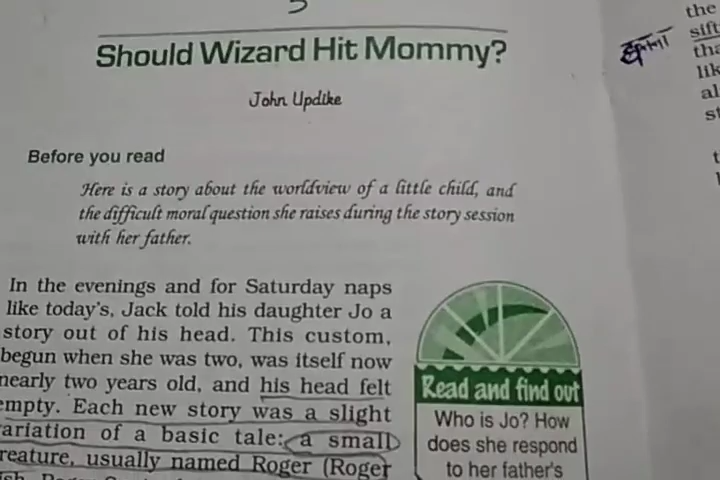 Should Wizard Hit Mommy?
John Updike
Before you read
Here is a story about the worldview of a little child, and
the difficult moral question she raises during the story session
with her father.
In the evenings and for Saturday naps
like today's, Jack told his daughter Jo a
story out of his head. This custom,
begun when she was two, was itself now
nearly two years old, and his head felt
empty. Each new story was a slight
ariation of a basic tale: a small
reature, usually named Roger (Roger
Read and find out
Who is Jo? How
does she respond
to her father's
the
sift
tha
lik
al
st